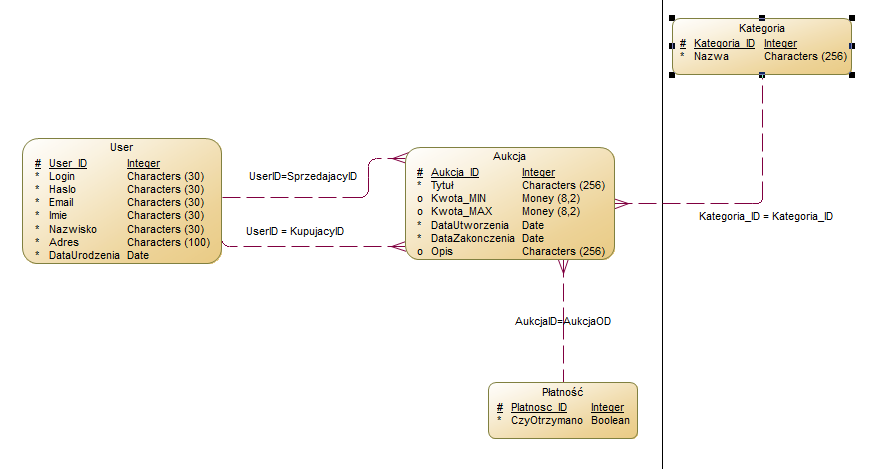 Kategoria
# Kategoria_ID Integer
* Nazwa Characters (256)
User
# User_ID Integer
* Login Characters (30)
* Haslo Characters (30)
* Email Characters (30)
* Imie Characters (30)
* Nazwisko Characters (30)
* Adres Characters (100)
* DataUrodzenia Date
UserID=SprzedajacyID
UserID = KupujacyID
Aukcja
# Aukcja_ID Integer
* Tytuł Characters (256)
o Kwota_MIN Money (8,2)
o Kwota_MAX Money (8,2)
* DataUtworzenia Date
* DataZakonczenia Date
o Opis Characters (256)
Kategoria_ID = Kategoria_ID
AukcjaID=AukcjaOD
Płatność
# Platnosc_ID Integer
* CzyOtrzymano Boolean